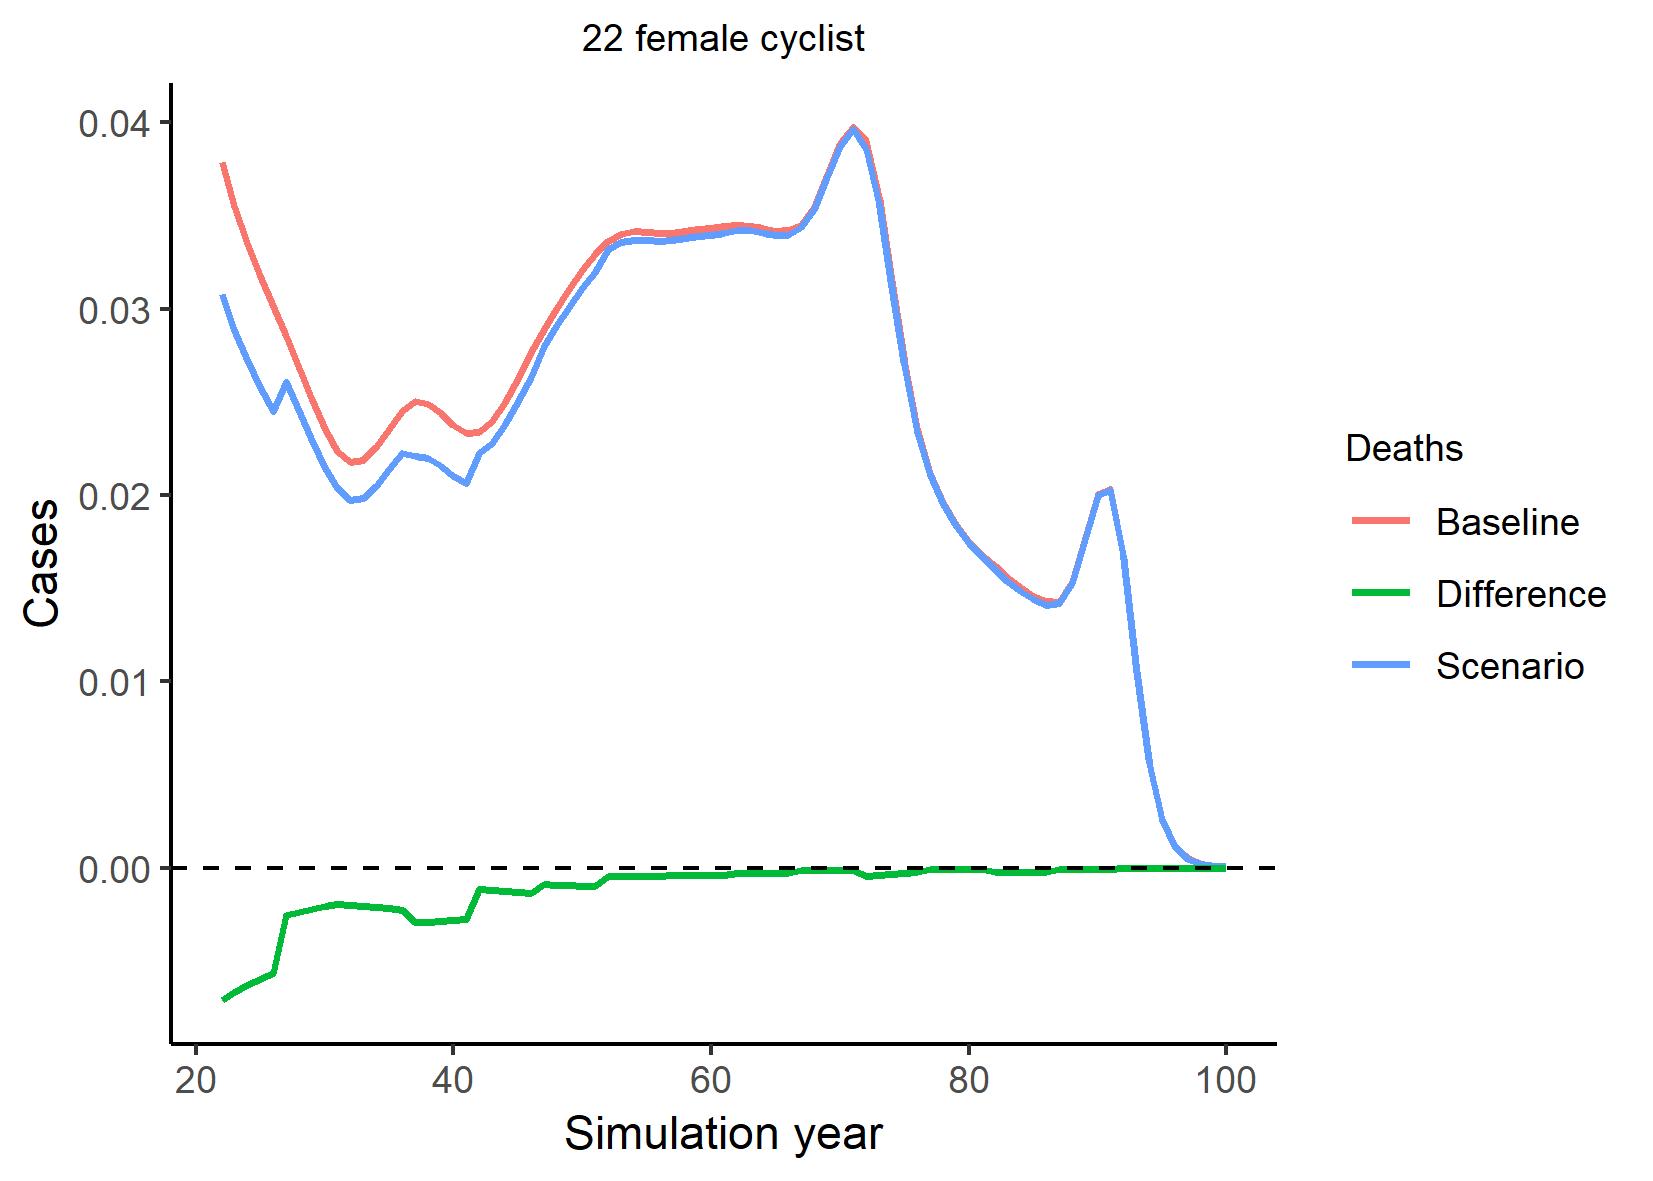 22 female cyclist
0.04
0.03
0.02
0.01
0.00
Cases
20 40 60 80 100
Simulation year
Deaths
Baseline
Difference
Scenario